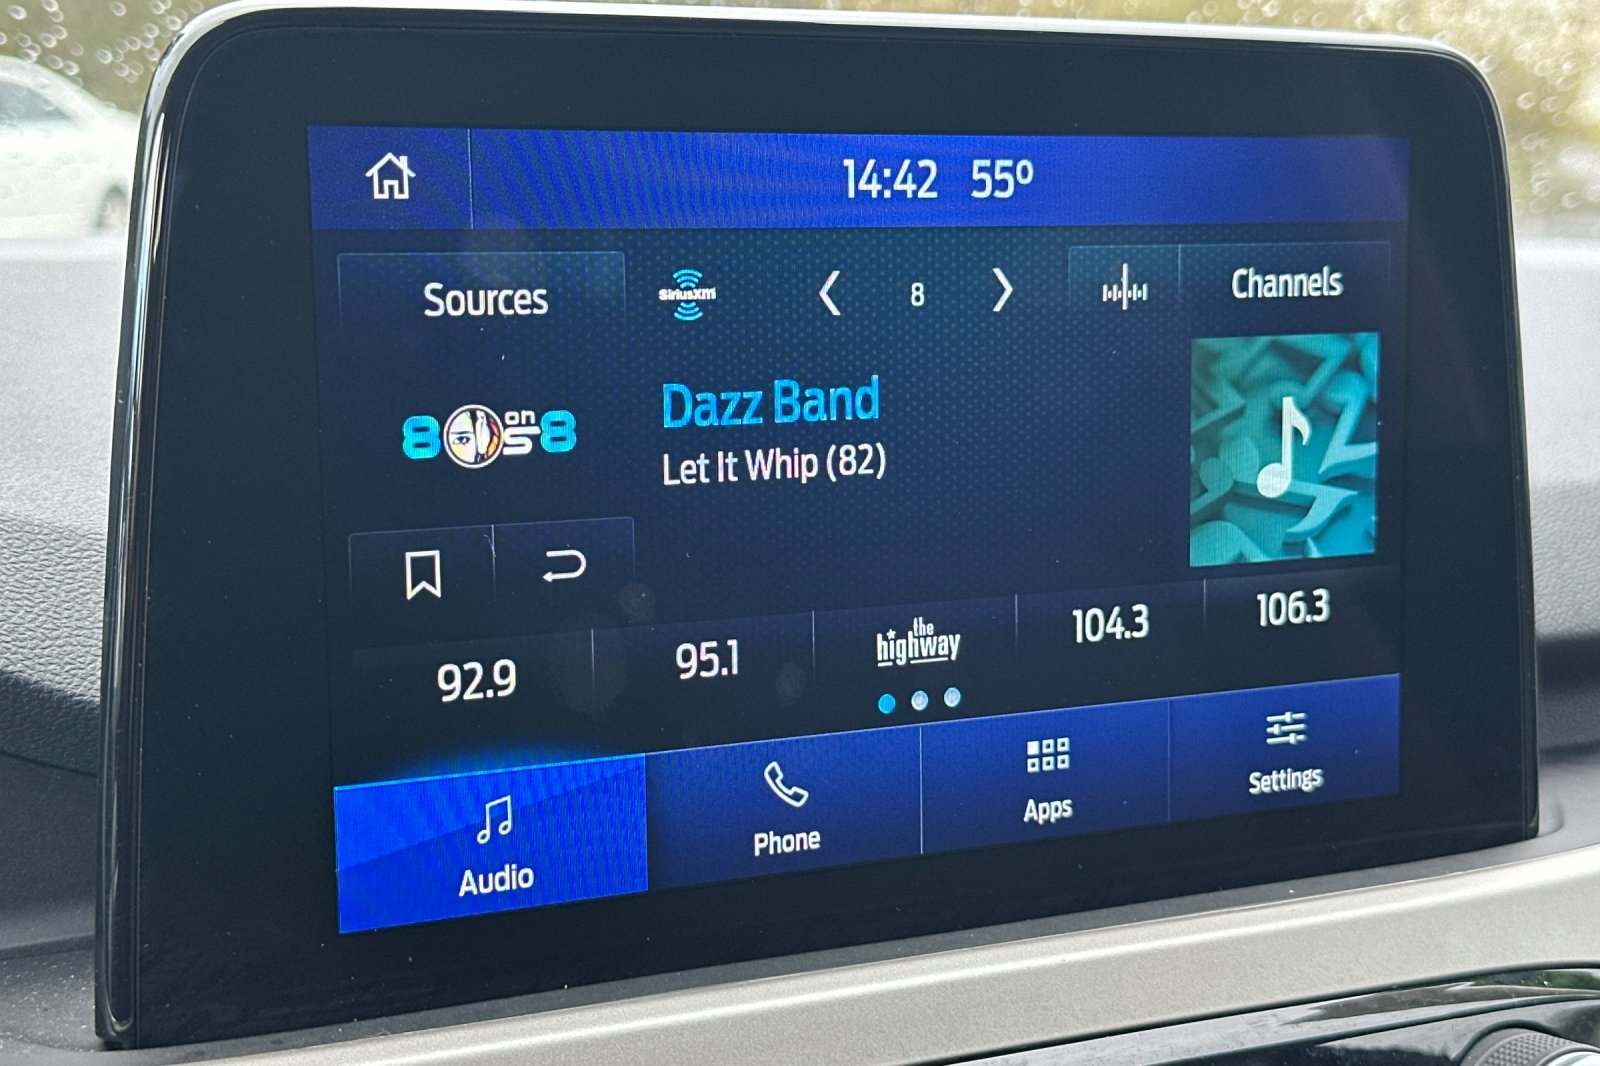 14:42 55°
Sources
SiriusXm
8
Channels
80s on 8
Dazz Band
Let It Whip (82)
92.9
95.1
the highway
104.3
106.3
Audio
Phone
Apps
Settings